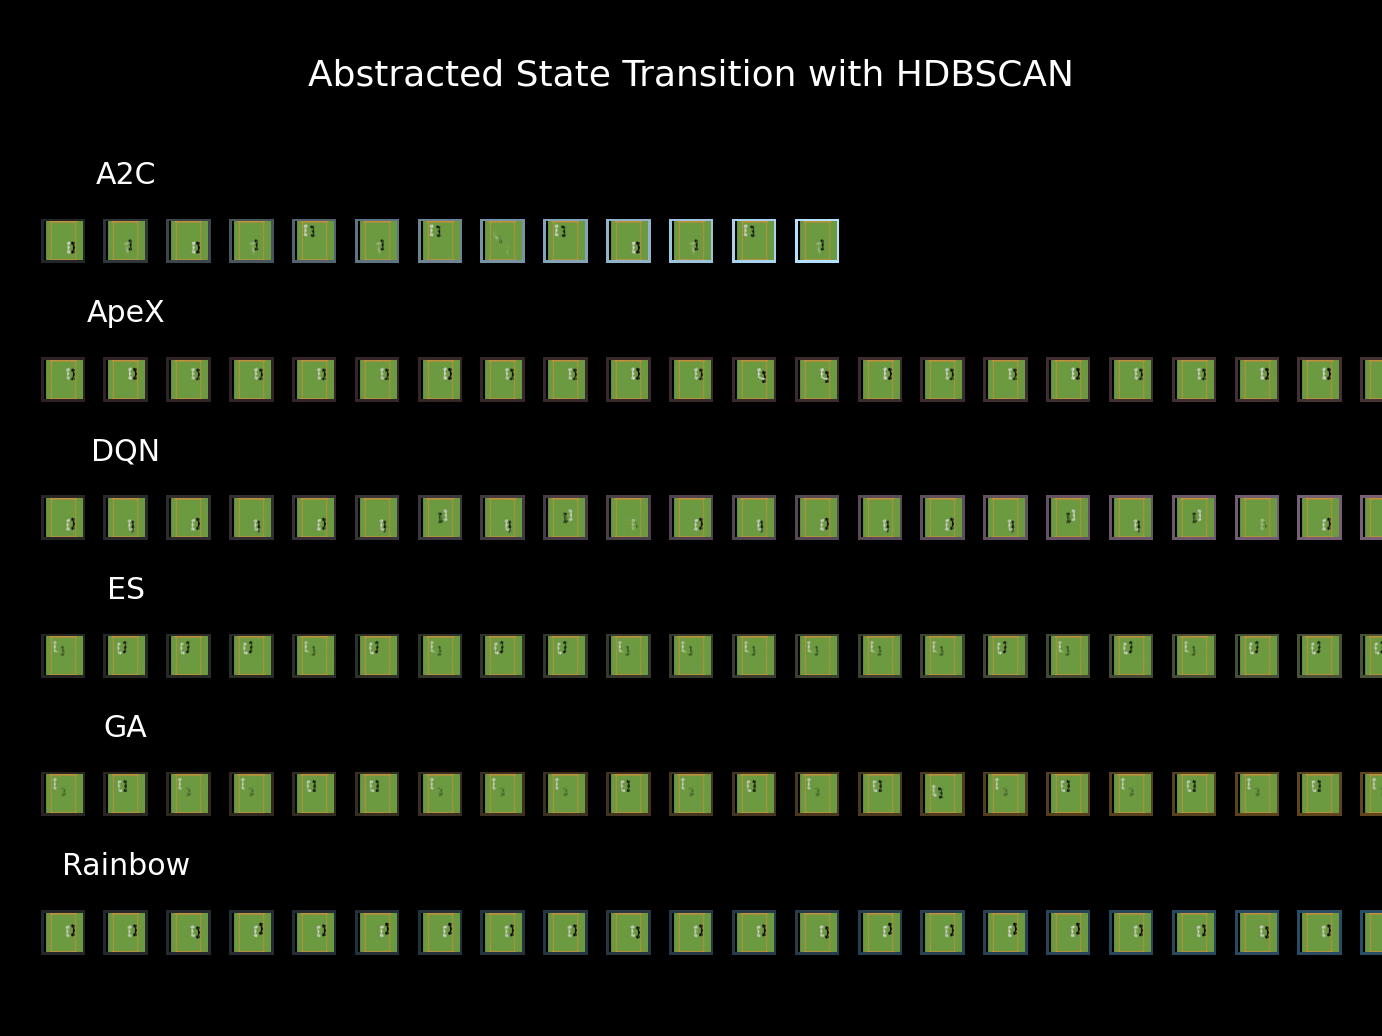 Abstracted State Transition with HDBSCAN
A2C
ApeX
DQN
ES
GA
Rainbow